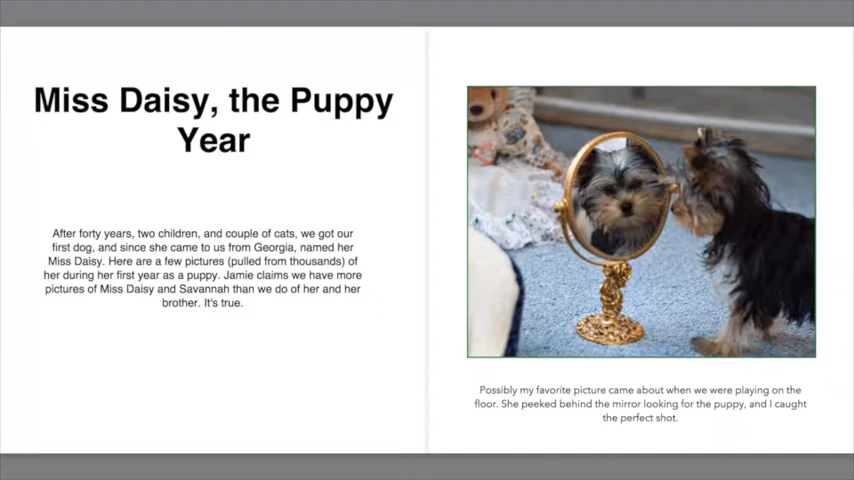 Miss Daisy, the Puppy
Year
After forty years, two children, and couple of cats, we got our
first dog, and since she came to us from Georgia, named her
Miss Daisy. Here are a few pictures (pulled from thousands) of
her during her first year as a puppy. Jamie claims we have more
pictures of Miss Daisy and Savannah than we do of her and her
brother. It's true.
Possibly my favorite picture came about when we were playing on the
floor. She peeked behind the mirror looking for the puppy, and I caught
the perfect shot.